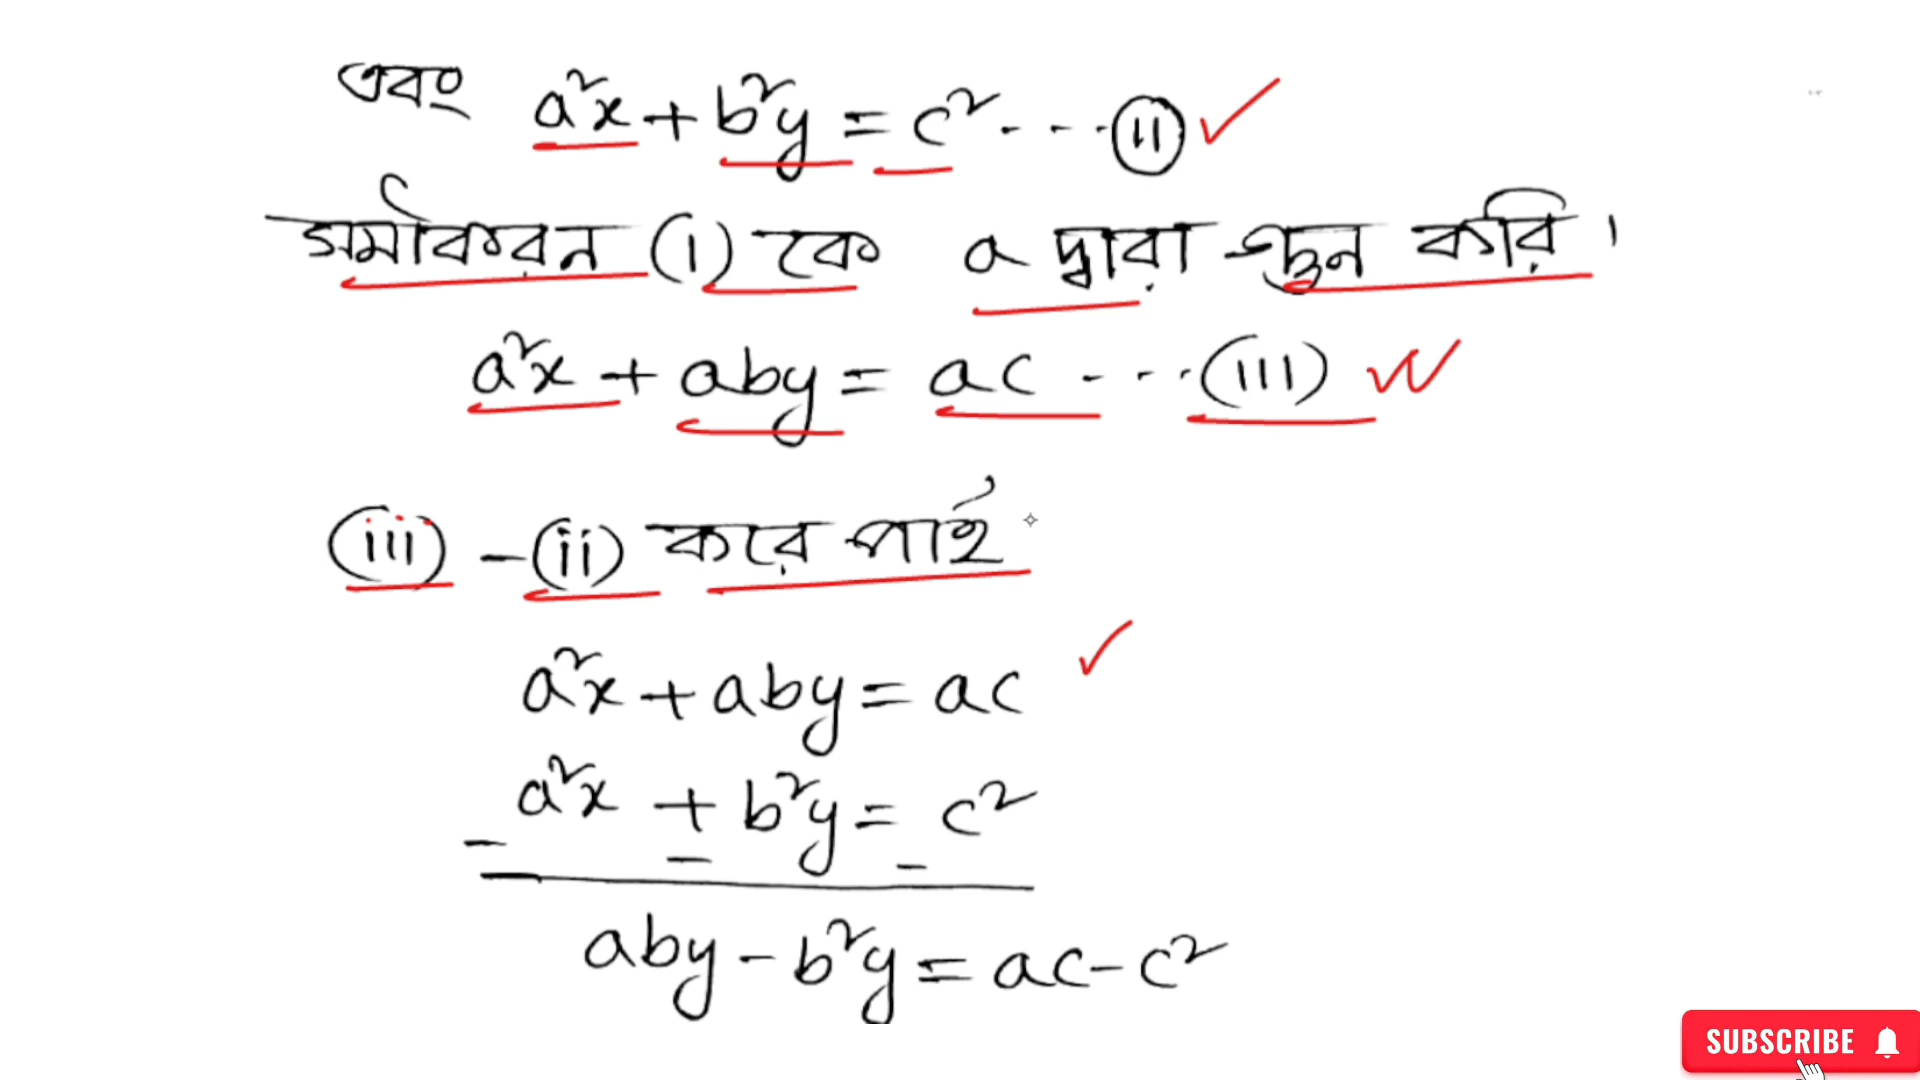 এবং a²x + b²y = c² ---- (ii)
সমীকরন (i) কে a দ্বারা গুন করি।
a²x + aby = ac ---- (iii)
(iii) - (ii) করে পাই
a²x + aby = ac
a²x + b²y = c²
- - -
aby - b²y = ac - c²
SUBSCRIBE